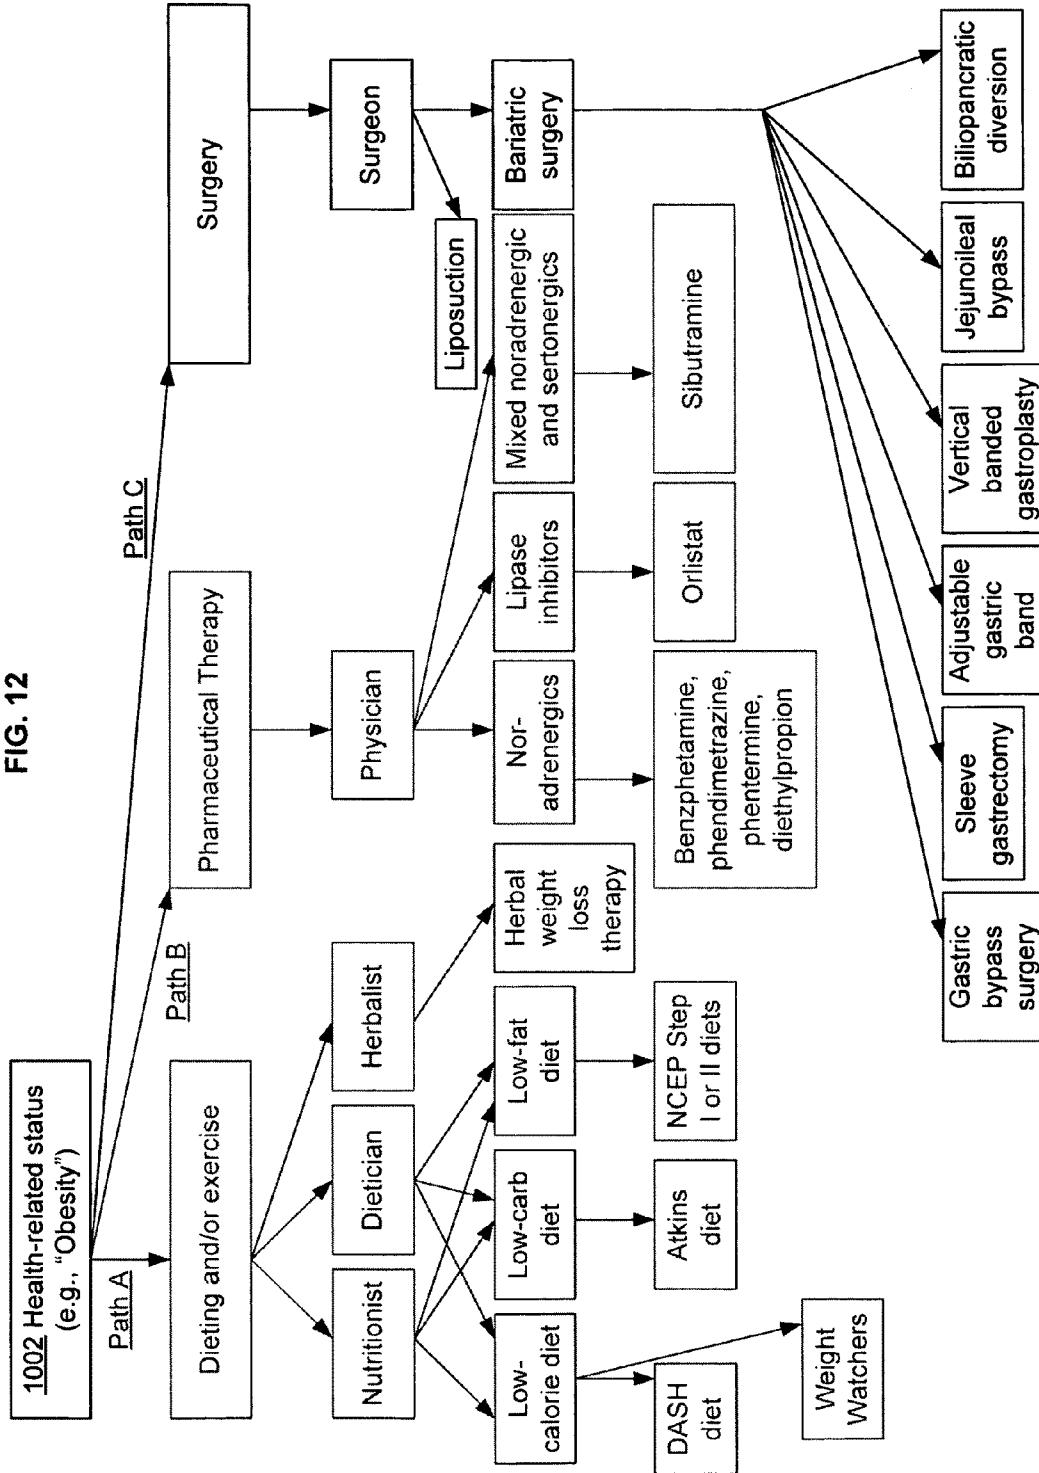 FIG. 12
1002 Health-related status
(e.g., "Obesity")
Path A
Path B
Path C
Dieting and/or exercise
Pharmaceutical Therapy
Surgery
Nutritionist
Dietician
Herbalist
Physician
Surgeon
Liposuction
Low-
calorie diet
Low-carb
diet
Low-fat
diet
Herbal
weight
loss
therapy
Nor-
adrenergics
Lipase
inhibitors
Mixed noradrenergic
and sertonergics
Bariatric
surgery
DASH
diet
Atkins
diet
NCEP Step
I or II diets
Benzphetamine,
phendimetrazine,
phentermine,
diethylpropion
Orlistat
Sibutramine
Weight
Watchers
Gastric
bypass
surgery
Sleeve
gastrectomy
Adjustable
gastric
band
Vertical
banded
gastroplasty
Jejunoileal
bypass
Biliopancratic
diversion